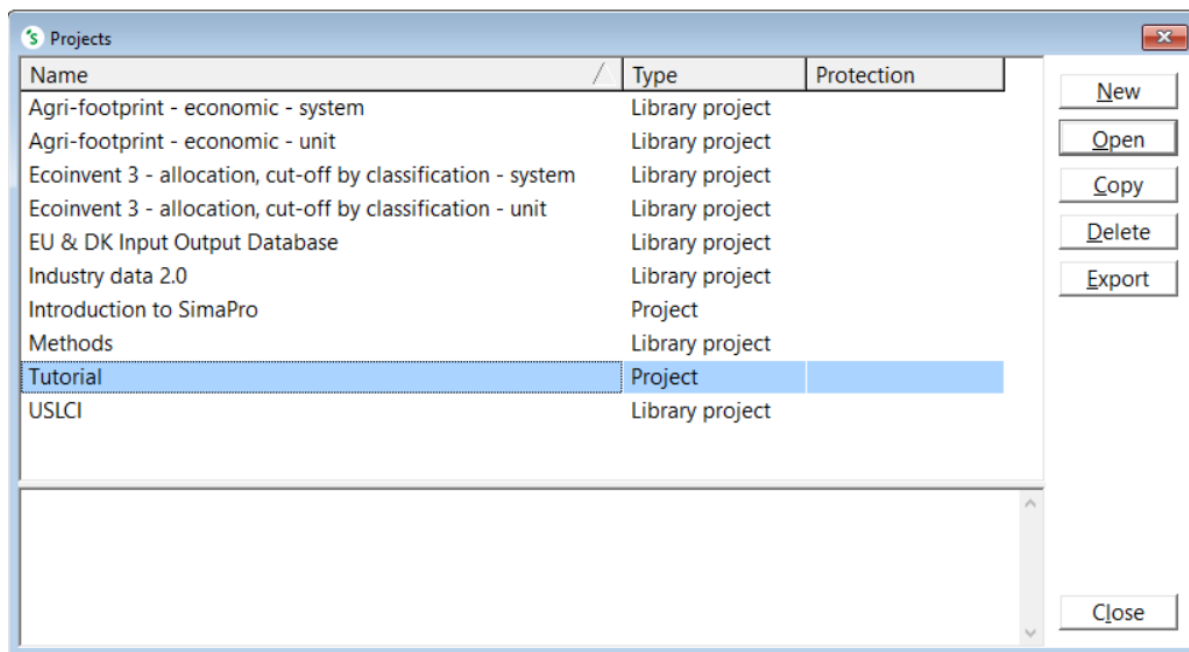 Projects
Name Type Protection
Agri-footprint - economic - system Library project
Agri-footprint - economic - unit Library project
Ecoinvent 3 - allocation, cut-off by classification - system Library project
Ecoinvent 3 - allocation, cut-off by classification - unit Library project
EU & DK Input Output Database Library project
Industry data 2.0 Library project
Introduction to SimaPro Project
Methods Library project
Tutorial Project
USLCI Library project
New
Open
Copy
Delete
Export
Close